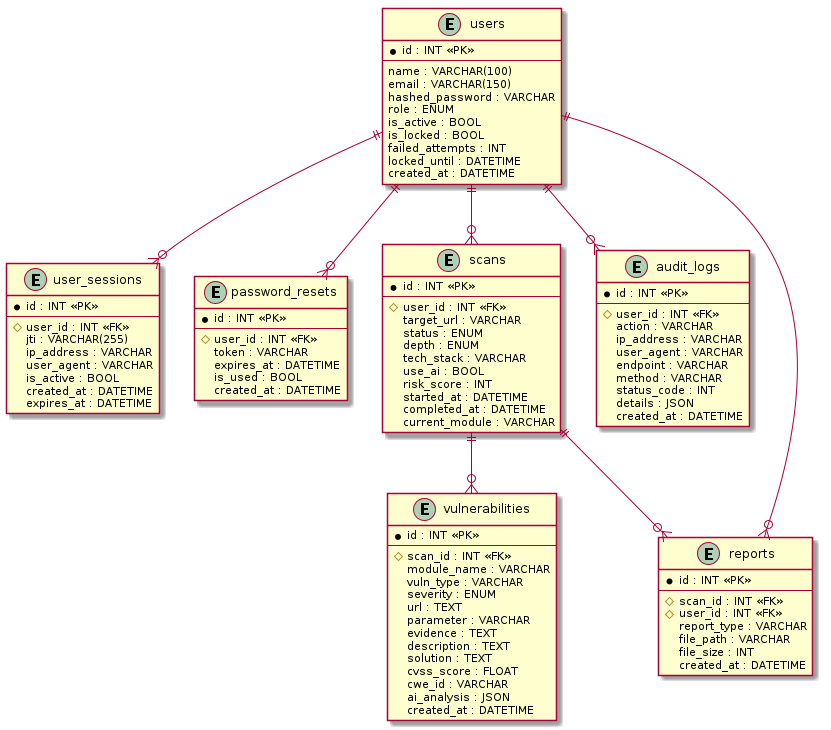 E users
id : INT «PK»
name : VARCHAR(100)
email : VARCHAR(150)
hashed_password : VARCHAR
role : ENUM
is_active : BOOL
is_locked : BOOL
failed_attempts : INT
locked_until : DATETIME
created_at : DATETIME
E user_sessions
id : INT «PK»
user_id : INT «FK»
jti : VARCHAR(255)
ip_address : VARCHAR
user_agent : VARCHAR
is_active : BOOL
created_at : DATETIME
expires_at : DATETIME
E password_resets
id : INT «PK»
user_id : INT «FK»
token : VARCHAR
expires_at : DATETIME
is_used : BOOL
created_at : DATETIME
E scans
id : INT «PK»
user_id : INT «FK»
target_url : VARCHAR
status : ENUM
depth : ENUM
tech_stack : VARCHAR
use_ai : BOOL
risk_score : INT
started_at : DATETIME
completed_at : DATETIME
current_module : VARCHAR
E audit_logs
id : INT «PK»
user_id : INT «FK»
action : VARCHAR
ip_address : VARCHAR
user_agent : VARCHAR
endpoint : VARCHAR
method : VARCHAR
status_code : INT
details : JSON
created_at : DATETIME
E vulnerabilities
id : INT «PK»
scan_id : INT «FK»
module_name : VARCHAR
vuln_type : VARCHAR
severity : ENUM
url : TEXT
parameter : VARCHAR
evidence : TEXT
description : TEXT
solution : TEXT
cvss_score : FLOAT
cwe_id : VARCHAR
ai_analysis : JSON
created_at : DATETIME
E reports
id : INT «PK»
scan_id : INT «FK»
user_id : INT «FK»
report_type : VARCHAR
file_path : VARCHAR
file_size : INT
created_at : DATETIME